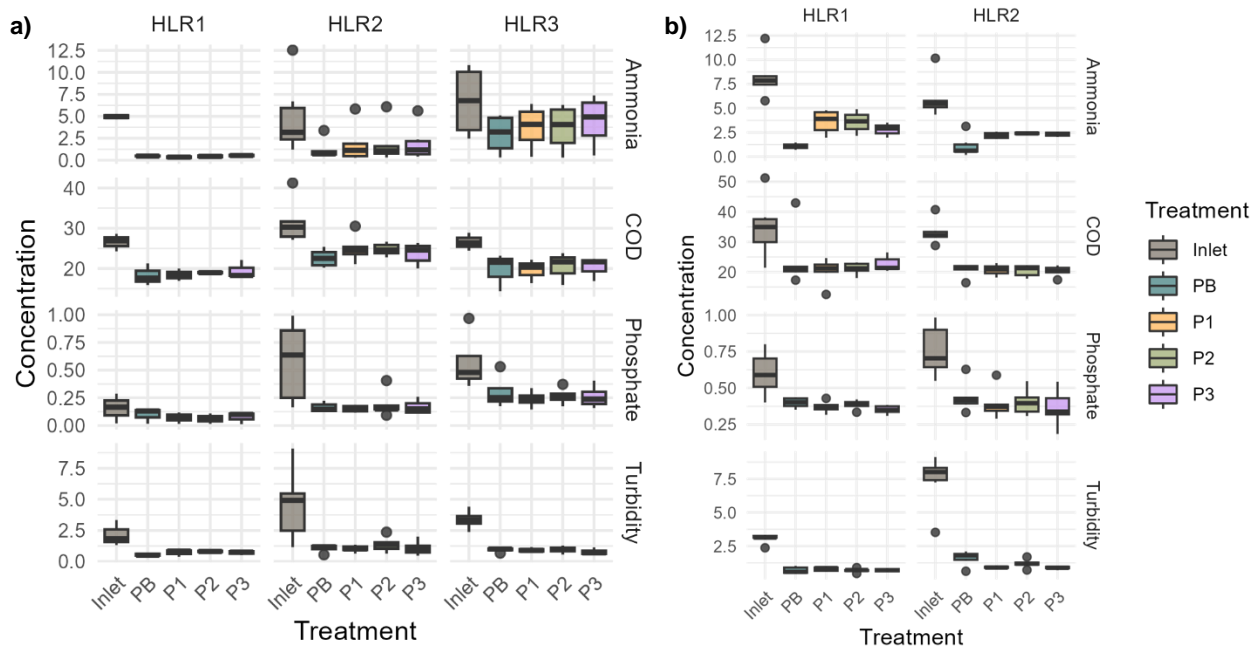 a)
HLR1 HLR2 HLR3
Concentration
12.5
10.0
7.5
5.0
2.5
0.0
Ammonia
40
30
20
COD
1.00
0.75
0.50
0.25
0.00
Phosphate
7.5
5.0
2.5
0.0
Turbidity
Inlet PB P1 P2 P3 Inlet PB P1 P2 P3 Inlet PB P1 P2 P3
Treatment
b)
HLR1 HLR2
Concentration
12.5
10.0
7.5
5.0
2.5
0.0
Ammonia
50
40
30
20
COD
1.00
0.75
0.50
0.25
Phosphate
7.5
5.0
2.5
Turbidity
Inlet PB P1 P2 P3 Inlet PB P1 P2 P3
Treatment
Treatment
Inlet
PB
P1
P2
P3